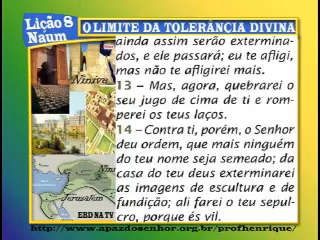 Lição 8
Naum
O LIMITE DA TOLERÂNCIA DIVINA
ainda assim serão extermina-
dos, e ele passará; eu te afligi,
mas não te afligirei mais.
13 – Mas, agora, quebrarei o
seu jugo de cima de ti e rom-
perei os teus laços.
14 – Contra ti, porém, o Senhor
deu ordem, que mais ninguém
do teu nome seja semeado; da
casa do teu deus exterminarei
as imagens de escultura e de
fundição; ali farei o teu sepul-
cro, porque és vil.
Nínive
Jerusalém
EBD NA TV
http://www.apazdosenhor.org.br/profhenrique/